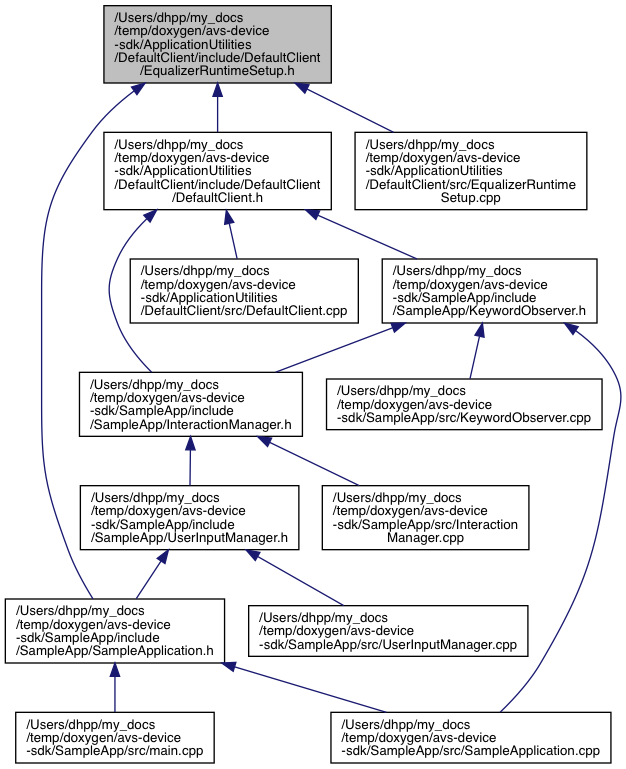 /Users/dhpp/my_docs
/temp/doxygen/avs-device
-sdk/ApplicationUtilities
/DefaultClient/include/DefaultClient
/EqualizerRuntimeSetup.h
/Users/dhpp/my_docs
/temp/doxygen/avs-device
-sdk/ApplicationUtilities
/DefaultClient/include/DefaultClient
/DefaultClient.h
/Users/dhpp/my_docs
/temp/doxygen/avs-device
-sdk/ApplicationUtilities
/DefaultClient/src/EqualizerRuntime
Setup.cpp
/Users/dhpp/my_docs
/temp/doxygen/avs-device
-sdk/ApplicationUtilities
/DefaultClient/src/DefaultClient.cpp
/Users/dhpp/my_docs
/temp/doxygen/avs-device
-sdk/SampleApp/include
/SampleApp/KeywordObserver.h
/Users/dhpp/my_docs
/temp/doxygen/avs-device
-sdk/SampleApp/include
/SampleApp/InteractionManager.h
/Users/dhpp/my_docs
/temp/doxygen/avs-device
-sdk/SampleApp/src/KeywordObserver.cpp
/Users/dhpp/my_docs
/temp/doxygen/avs-device
-sdk/SampleApp/include
/SampleApp/UserInputManager.h
/Users/dhpp/my_docs
/temp/doxygen/avs-device
-sdk/SampleApp/src/Interaction
Manager.cpp
/Users/dhpp/my_docs
/temp/doxygen/avs-device
-sdk/SampleApp/include
/SampleApp/SampleApplication.h
/Users/dhpp/my_docs
/temp/doxygen/avs-device
-sdk/SampleApp/src/UserInputManager.cpp
/Users/dhpp/my_docs
/temp/doxygen/avs-device
-sdk/SampleApp/src/main.cpp
/Users/dhpp/my_docs
/temp/doxygen/avs-device
-sdk/SampleApp/src/SampleApplication.cpp